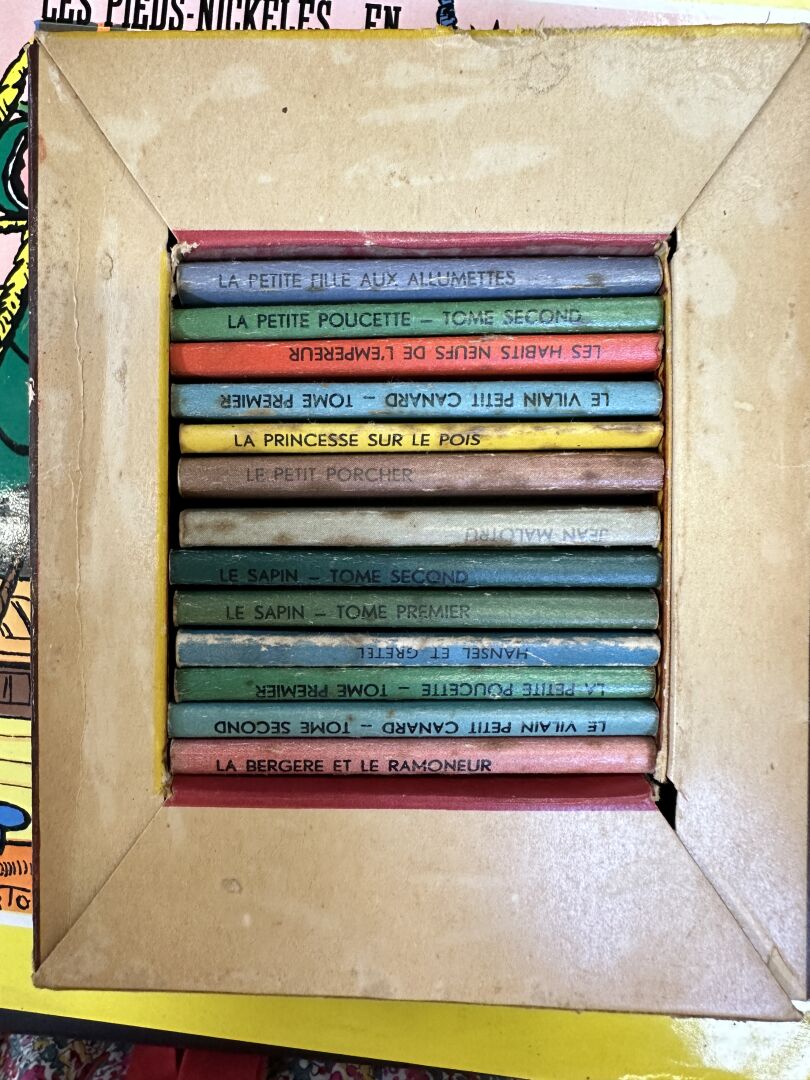 LES PIEDS-NICKELÉS EN
LA PETITE FILLE AUX ALLUMETTES
LA PETITE POUCETTE — TOME SECOND
LES HABITS NEUFS DE L'EMPEREUR
LE VILAIN PETIT CANARD — TOME PREMIER
LA PRINCESSE SUR LE POIS
LE PETIT PORCHER
JEAN MALOTRU
LE SAPIN — TOME SECOND
LE SAPIN — TOME PREMIER
HANSEL ET GRETEL
LA PETITE POUCETTE — TOME PREMIER
LE VILAIN PETIT CANARD — TOME SECOND
LA BERGERE ET LE RAMONEUR